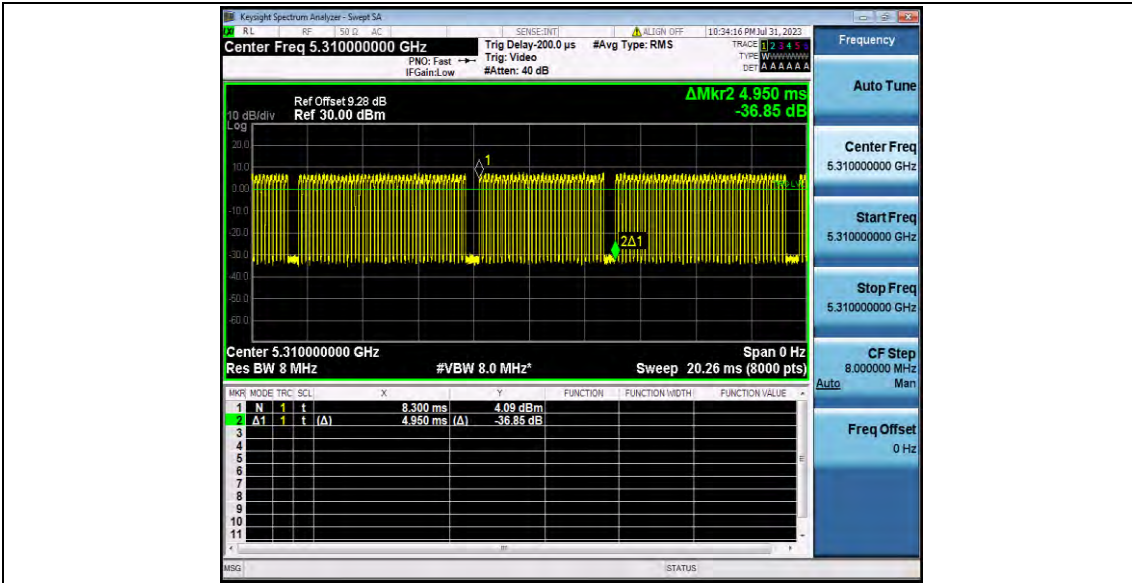 Keysight Spectrum Analyzer - Swept SA
RL RF 50 Ω AC SENSE:INT ALIGN OFF 10:34:16 PM Jul 31, 2023
Center Freq 5.310000000 GHz Trig Delay-200.0 µs #Avg Type: RMS TRACE 1 2 3 4 5 6
PNO: Fast Trig: Video TYPE WWWWWW
IFGain:Low #Atten: 40 dB DET A A A A A A
Frequency
Auto Tune
Center Freq
5.310000000 GHz
Start Freq
5.310000000 GHz
Stop Freq
5.310000000 GHz
CF Step
8.000000 MHz
Auto Man
Freq Offset
0 Hz
ΔMkr2 4.950 ms
-36.85 dB
Ref Offset 9.28 dB
10 dB/div Ref 30.00 dBm
Log
20.0
10.0
0.00
-10.0
-20.0
-30.0
-40.0
-50.0
-60.0
1
2Δ1
Center 5.310000000 GHz Span 0 Hz
Res BW 8 MHz #VBW 8.0 MHz* Sweep 20.26 ms (8000 pts)
MKR MODE TRC SCL X Y FUNCTION FUNCTION WIDTH FUNCTION VALUE
1 N 1 t 8.300 ms 4.09 dBm
2 Δ1 1 t (Δ) 4.950 ms (Δ) -36.85 dB
3
4
5
6
7
8
9
10
11
MSG STATUS